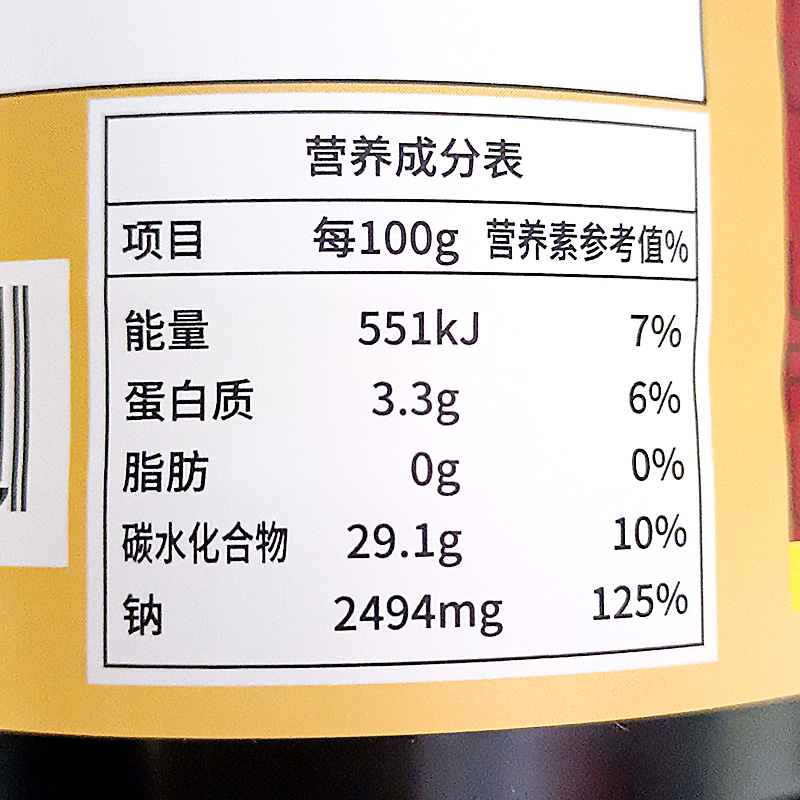 营养成分表
项目 每100g 营养素参考值%
能量 551kJ 7%
蛋白质 3.3g 6%
脂肪 0g 0%
碳水化合物 29.1g 10%
钠 2494mg 125%